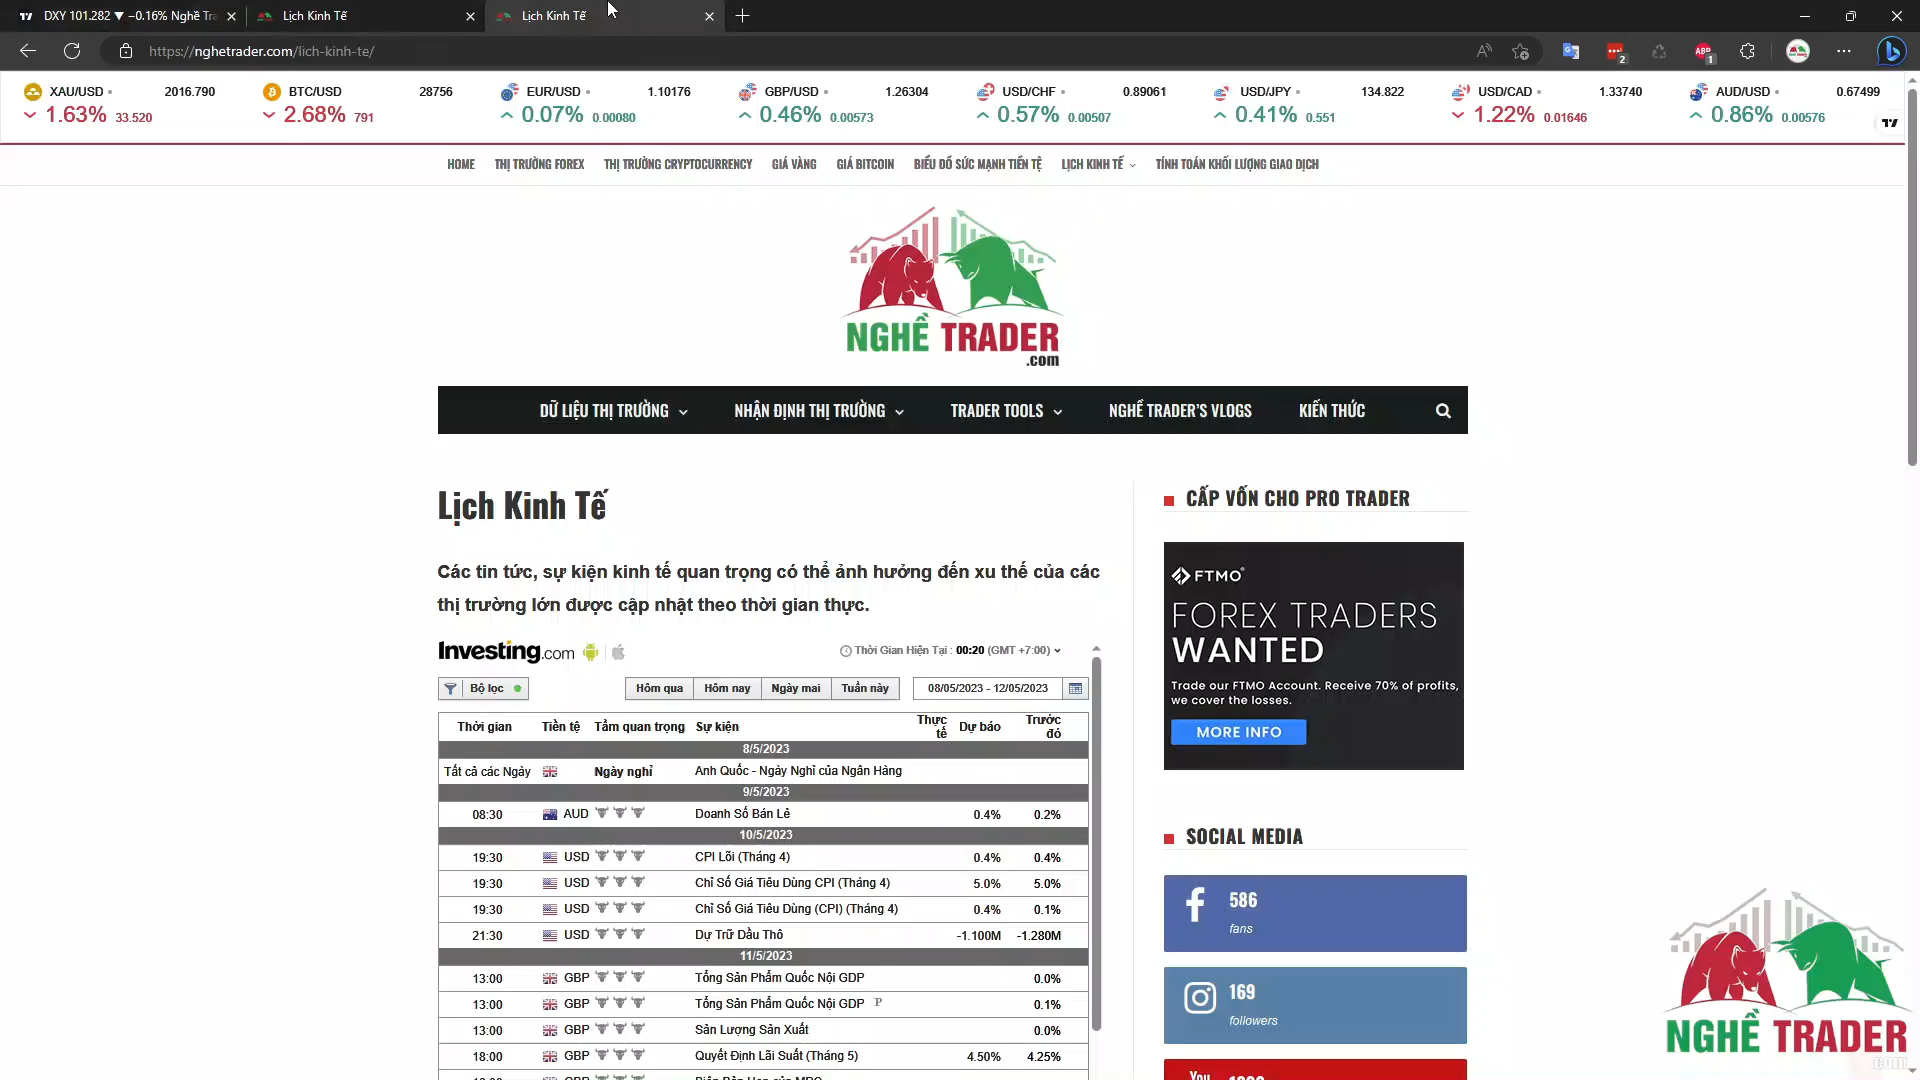 DXY 101.282 ▼ −0.16% Nghề Tra
Lịch Kinh Tế
Lịch Kinh Tế
https://nghetrader.com/lich-kinh-te/
2
ABP
1
XAU/USD 2016.790
1.63% 33.520
BTC/USD 28756
2.68% 791
EUR/USD 1.10176
0.07% 0.00080
GBP/USD 1.26304
0.46% 0.00573
USD/CHF 0.89061
0.57% 0.00507
USD/JPY 134.822
0.41% 0.551
USD/CAD 1.33740
1.22% 0.01646
AUD/USD 0.67499
0.86% 0.00576
HOME THỊ TRƯỜNG FOREX THỊ TRƯỜNG CRYPTOCURRENCY GIÁ VÀNG GIÁ BITCOIN BIỂU ĐỒ SỨC MẠNH TIỀN TỆ LỊCH KINH TẾ TÍNH TOÁN KHỐI LƯỢNG GIAO DỊCH
NGHỀ TRADER
.com
DỮ LIỆU THỊ TRƯỜNG NHẬN ĐỊNH THỊ TRƯỜNG TRADER TOOLS NGHỀ TRADER'S VLOGS KIẾN THỨC
Lịch Kinh Tế
Các tin tức, sự kiện kinh tế quan trọng có thể ảnh hưởng đến xu thế của các
thị trường lớn được cập nhật theo thời gian thực.
Investing.com
Thời Gian Hiện Tại : 00:20 (GMT +7:00)
Bộ lọc Hôm qua Hôm nay Ngày mai Tuần này 08/05/2023 - 12/05/2023
Thời gian Tiền tệ Tầm quan trọng Sự kiện Thực tế Dự báo Trước đó
8/5/2023
Tất cả các Ngày Ngày nghỉ Anh Quốc - Ngày Nghỉ của Ngân Hàng
9/5/2023
08:30 AUD Doanh Số Bán Lẻ 0.4% 0.2%
10/5/2023
19:30 USD CPI Lõi (Tháng 4) 0.4% 0.4%
19:30 USD Chỉ Số Giá Tiêu Dùng CPI (Tháng 4) 5.0% 5.0%
19:30 USD Chỉ Số Giá Tiêu Dùng (CPI) (Tháng 4) 0.4% 0.1%
21:30 USD Dự Trữ Dầu Thô -1.100M -1.280M
11/5/2023
13:00 GBP Tổng Sản Phẩm Quốc Nội GDP 0.0%
13:00 GBP Tổng Sản Phẩm Quốc Nội GDP P 0.1%
13:00 GBP Sản Lượng Sản Xuất 0.0%
18:00 GBP Quyết Định Lãi Suất (Tháng 5) 4.50% 4.25%
CẤP VỐN CHO PRO TRADER
FTMO
FOREX TRADERS
WANTED
Trade our FTMO Account. Receive 70% of profits,
we cover the losses.
MORE INFO
SOCIAL MEDIA
586
fans
169
followers
You
NGHỀ TRADER
.com